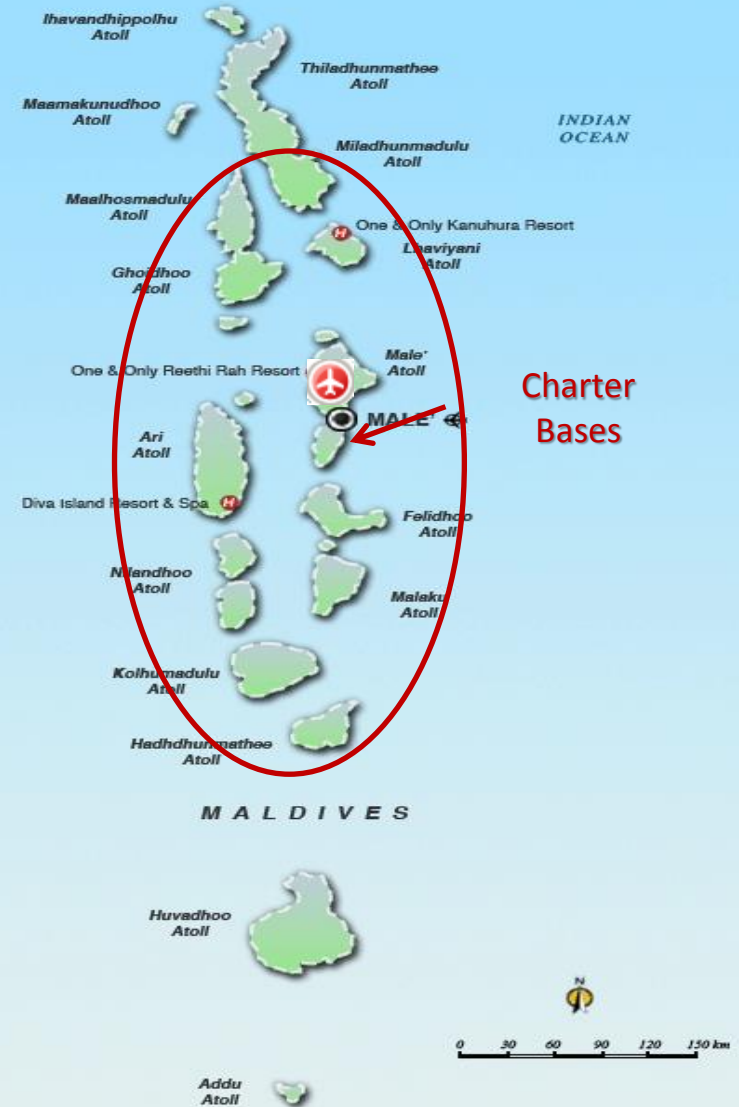 Ihavandhippolhu
Atoll
Thiladhunmathee
Atoll
Maamakunudhoo
Atoll
INDIAN
OCEAN
Miladhunmadulu
Atoll
Maalhosmadulu
Atoll
H One & Only Kanuhura Resort
Lhaviyani
Atoll
Ghoidhoo
Atoll
Male'
Atoll
One & Only Reethi Rah Resort
Charter
Bases
MALE'
Ari
Atoll
Diva Island Resort & Spa H
Felidhoo
Atoll
Nilandhoo
Atoll
Malaku
Atoll
Kolhumadulu
Atoll
Hadhdhunmathee
Atoll
MALDIVES
Huvadhoo
Atoll
N
0 30 60 90 120 150 km
Addu
Atoll